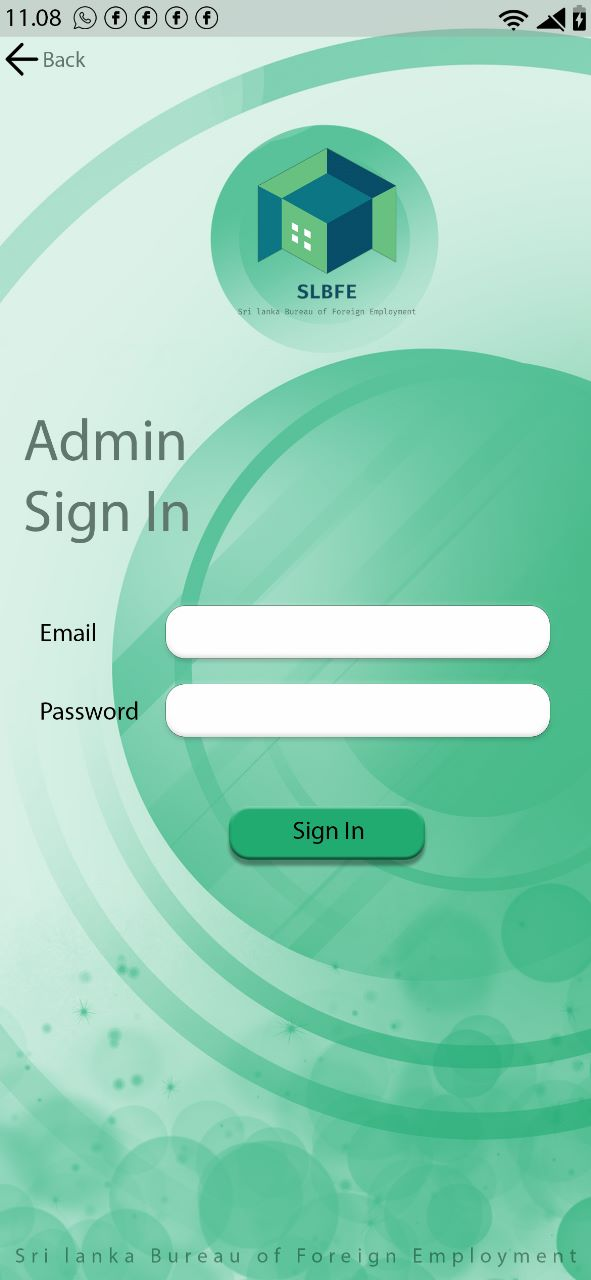 11.08
Back
SLBFE
Sri lanka Bureau of Foreign Employment
Admin
Sign In
Email
Password
Sign In
Sri lanka Bureau of Foreign Employment